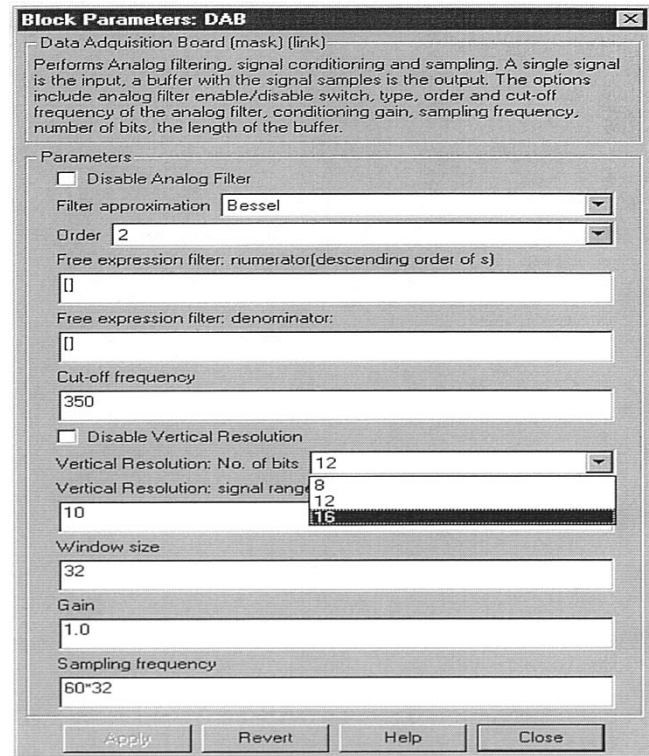 Block Parameters: DAB
Data Adquisition Board (mask) (link)
Performs Analog filtering, signal conditioning and sampling. A single signal
is the input, a buffer with the signal samples is the output. The options
include analog filter enable/disable switch, type, order and cut-off
frequency of the analog filter, conditioning gain, sampling frequency,
number of bits, the length of the buffer.
Parameters
Disable Analog Filter
Filter approximation Bessel
Order 2
Free expression filter: numerator(descending order of s)
[]
Free expression filter: denominator:
[]
Cut-off frequency
350
Disable Vertical Resolution
Vertical Resolution: No. of bits 12
Vertical Resolution: signal range
8
12
16
10
Window size
32
Gain
1.0
Sampling frequency
60*32
Apply Revert Help Close